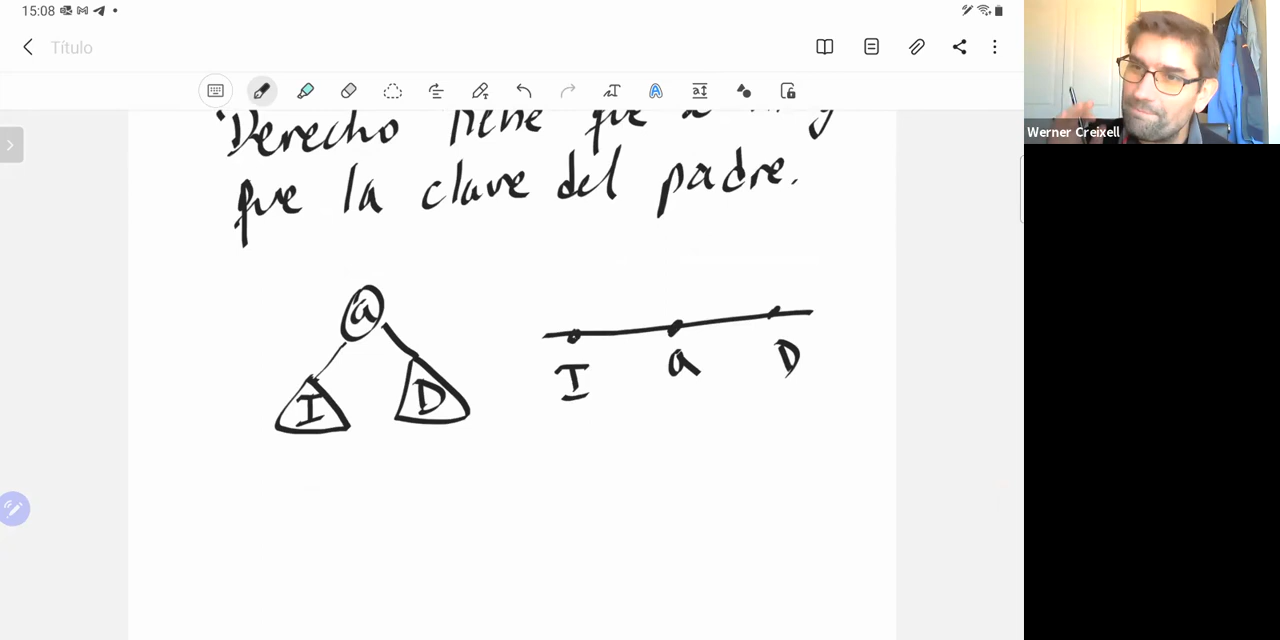 15:08
Título
Derecho tiene que
que la clave del padre.
a
I D
I a D
Werner Creixell